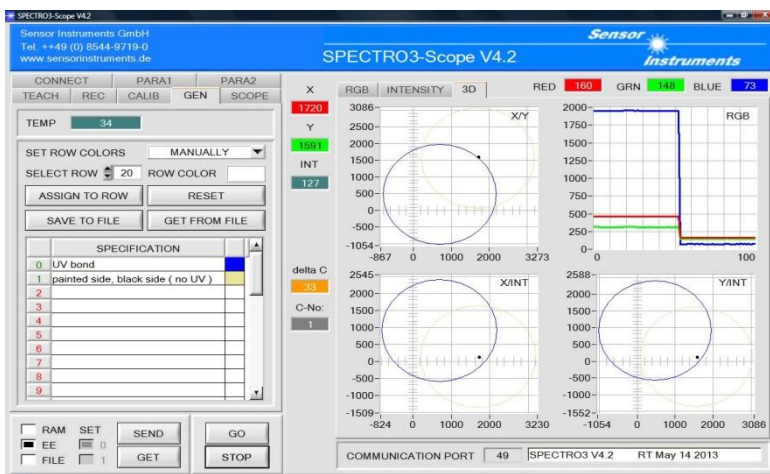 SPECTRO3-Scope V4.2
Sensor Instruments GmbH
Tel. ++49 (0) 8544-9719-0
www.sensorinstruments.de
SPECTRO3-Scope V4.2
Sensor
Instruments
CONNECT PARA1 PARA2
TEACH REC CALIB GEN SCOPE
TEMP 34
SET ROW COLORS MANUALLY
SELECT ROW 20 ROW COLOR
ASSIGN TO ROW RESET
SAVE TO FILE GET FROM FILE
SPECIFICATION
0 UV bond
1 painted side, black side ( no UV )
2
3
4
5
6
7
8
9
RAM SET
EE 0
FILE 1
SEND
GET
GO
STOP
X
1720
Y
1591
INT
127
delta C
33
C-No:
1
RGB INTENSITY 3D
RED 160 GRN 148 BLUE 73
X/Y
3086
2500
2000
1500
1000
500
0
-500
-1054
-867 0 1000 2000 3273
RGB
2000
1750
1500
1250
1000
750
500
250
0
0 100
X/INT
2545
2000
1500
1000
500
0
-500
-1000
-1509
-824 0 1000 2000 3230
Y/INT
2588
2000
1500
1000
500
0
-500
-1000
-1552
-1054 0 1000 2000 3086
COMMUNICATION PORT 49 SPECTRO3 V4.2 RT May 14 2013